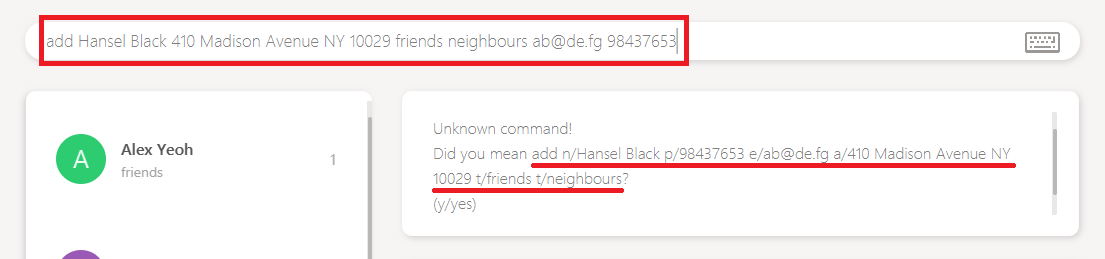 add Hansel Black 410 Madison Avenue NY 10029 friends neighbours ab@de.fg 98437653
A
Alex Yeoh
friends
1
Unknown command!
Did you mean add n/Hansel Black p/98437653 e/ab@de.fg a/410 Madison Avenue NY
10029 t/friends t/neighbours?
(y/yes)